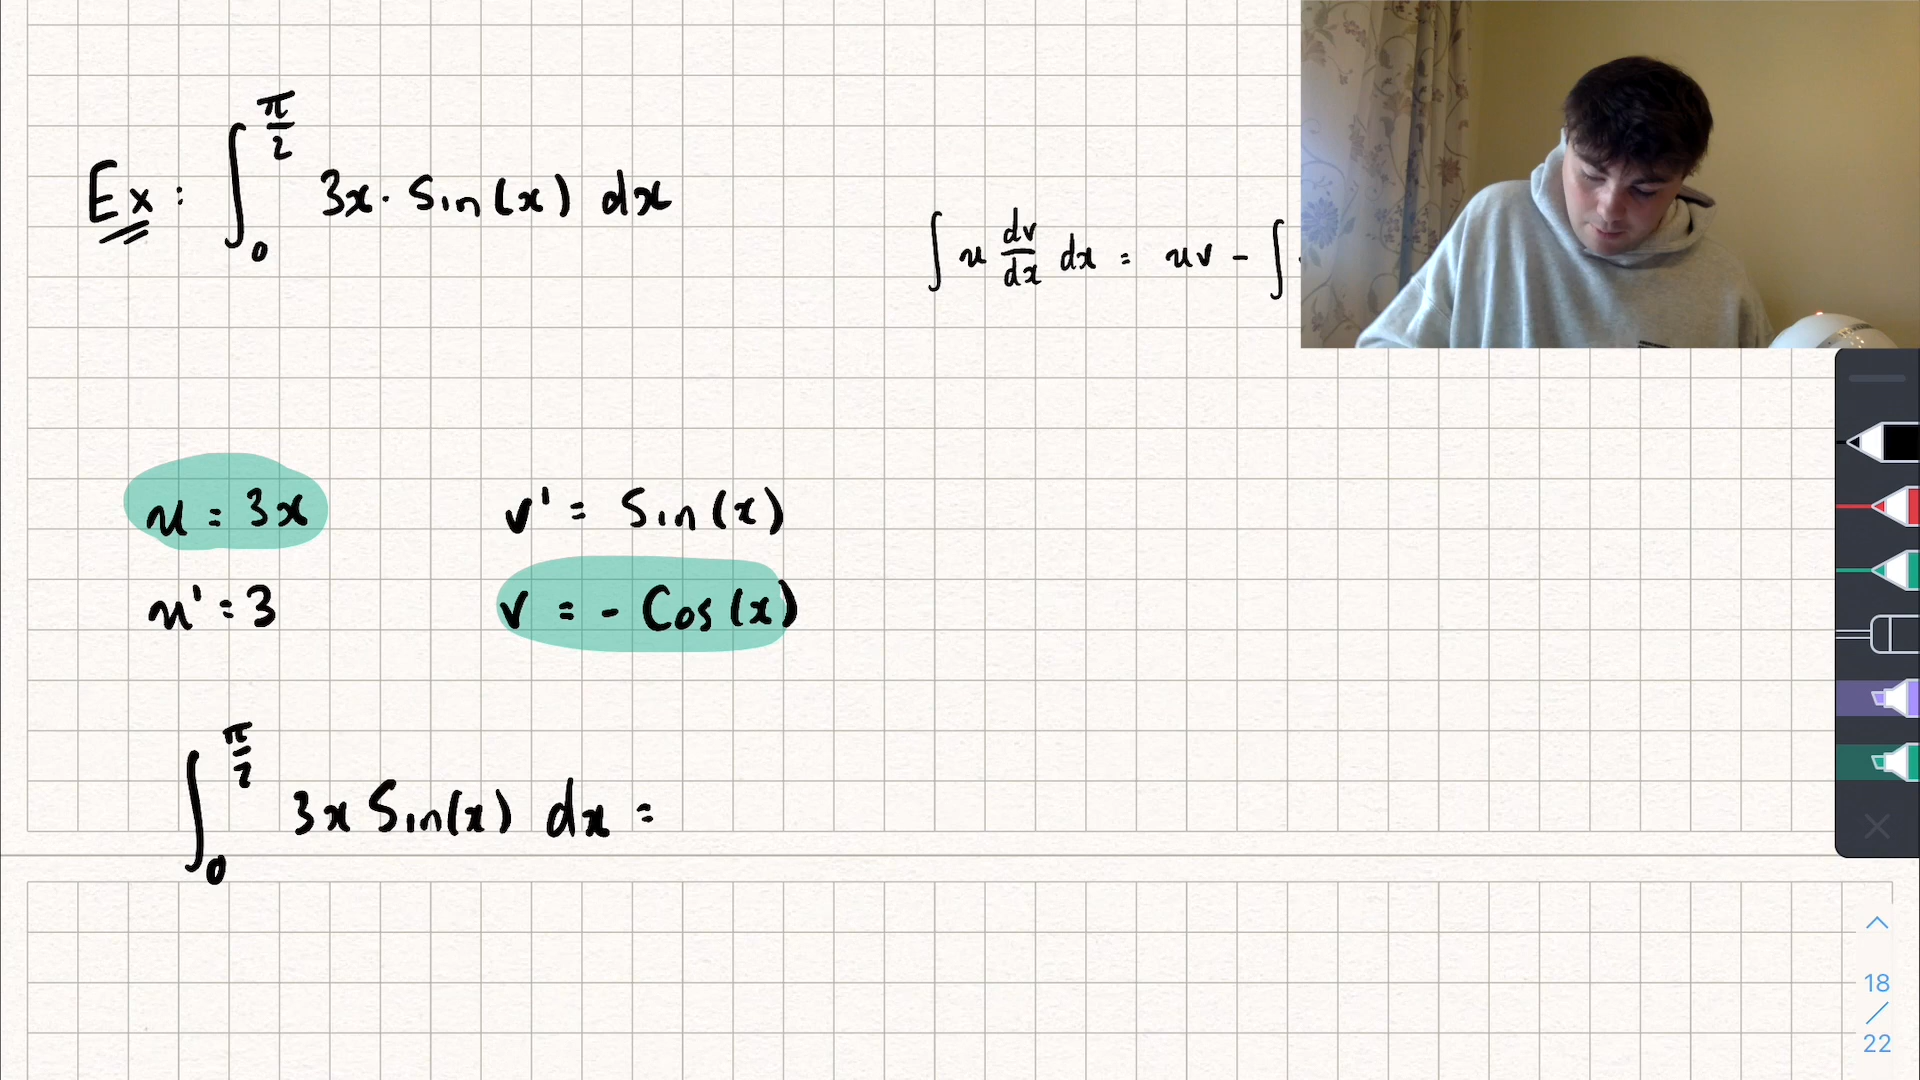 Ex: ∫₀^(π/2) 3x · Sin(x) dx
∫ u dv/dx dx = uv - ∫
u = 3x
v' = Sin(x)
u' = 3
v = - Cos(x)
∫₀^(π/2) 3x Sin(x) dx =
18
/
22